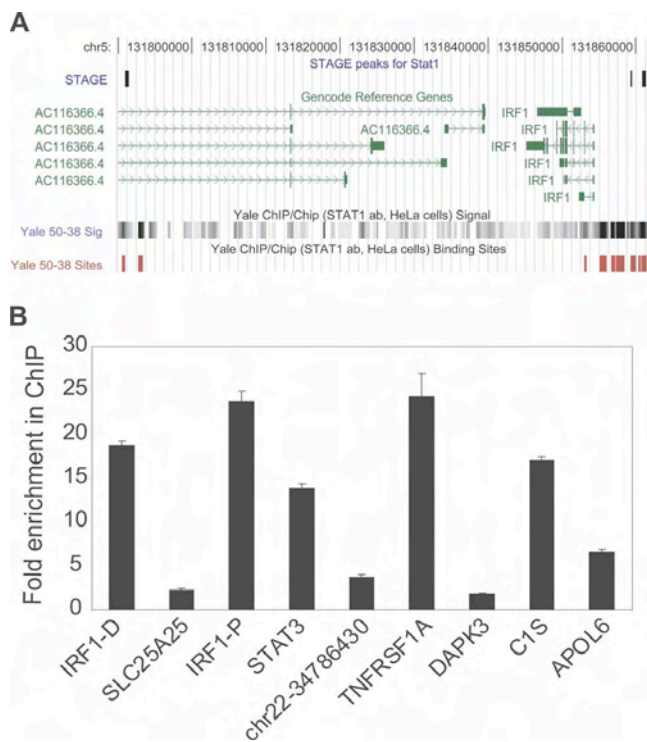 A
chr5: 131800000 131810000 131820000 131830000 131840000 131850000 131860000
STAGE peaks for Stat1
STAGE
Gencode Reference Genes
AC116366.4 IRF1
AC116366.4 AC116366.4 IRF1
AC116366.4 IRF1
AC116366.4 IRF1
AC116366.4 IRF1
IRF1
Yale ChIP/Chip (STAT1 ab, HeLa cells) Signal
Yale 50-38 Sig
Yale ChIP/Chip (STAT1 ab, HeLa cells) Binding Sites
Yale 50-38 Sites
B
Fold enrichment in ChIP
30
25
20
15
10
5
0
IRF1-D
SLC25A25
IRF1-P
STAT3
chr22-34786430
TNFRSF1A
DAPK3
C1S
APOL6